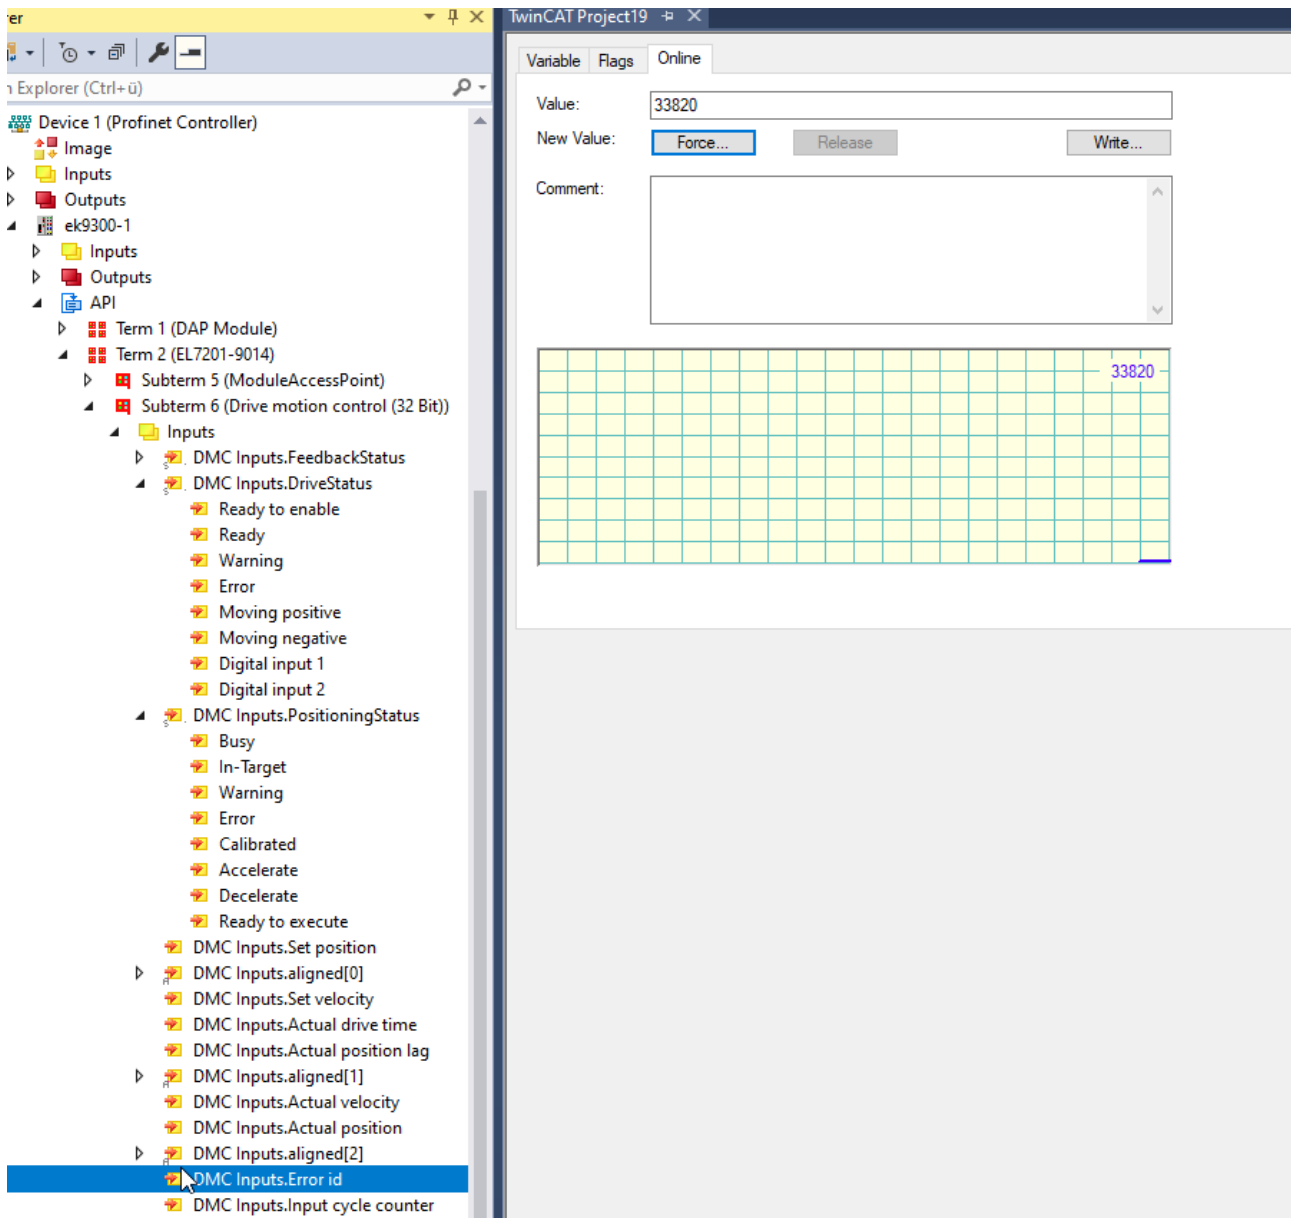 rer
TwinCAT Project19
n Explorer (Ctrl+ü)
Device 1 (Profinet Controller)
Image
Inputs
Outputs
ek9300-1
Inputs
Outputs
API
Term 1 (DAP Module)
Term 2 (EL7201-9014)
Subterm 5 (ModuleAccessPoint)
Subterm 6 (Drive motion control (32 Bit))
Inputs
DMC Inputs.FeedbackStatus
DMC Inputs.DriveStatus
Ready to enable
Ready
Warning
Error
Moving positive
Moving negative
Digital input 1
Digital input 2
DMC Inputs.PositioningStatus
Busy
In-Target
Warning
Error
Calibrated
Accelerate
Decelerate
Ready to execute
DMC Inputs.Set position
DMC Inputs.aligned[0]
DMC Inputs.Set velocity
DMC Inputs.Actual drive time
DMC Inputs.Actual position lag
DMC Inputs.aligned[1]
DMC Inputs.Actual velocity
DMC Inputs.Actual position
DMC Inputs.aligned[2]
DMC Inputs.Error id
DMC Inputs.Input cycle counter
Variable Flags Online
Value: 33820
New Value: Force... Release Write...
Comment:
33820